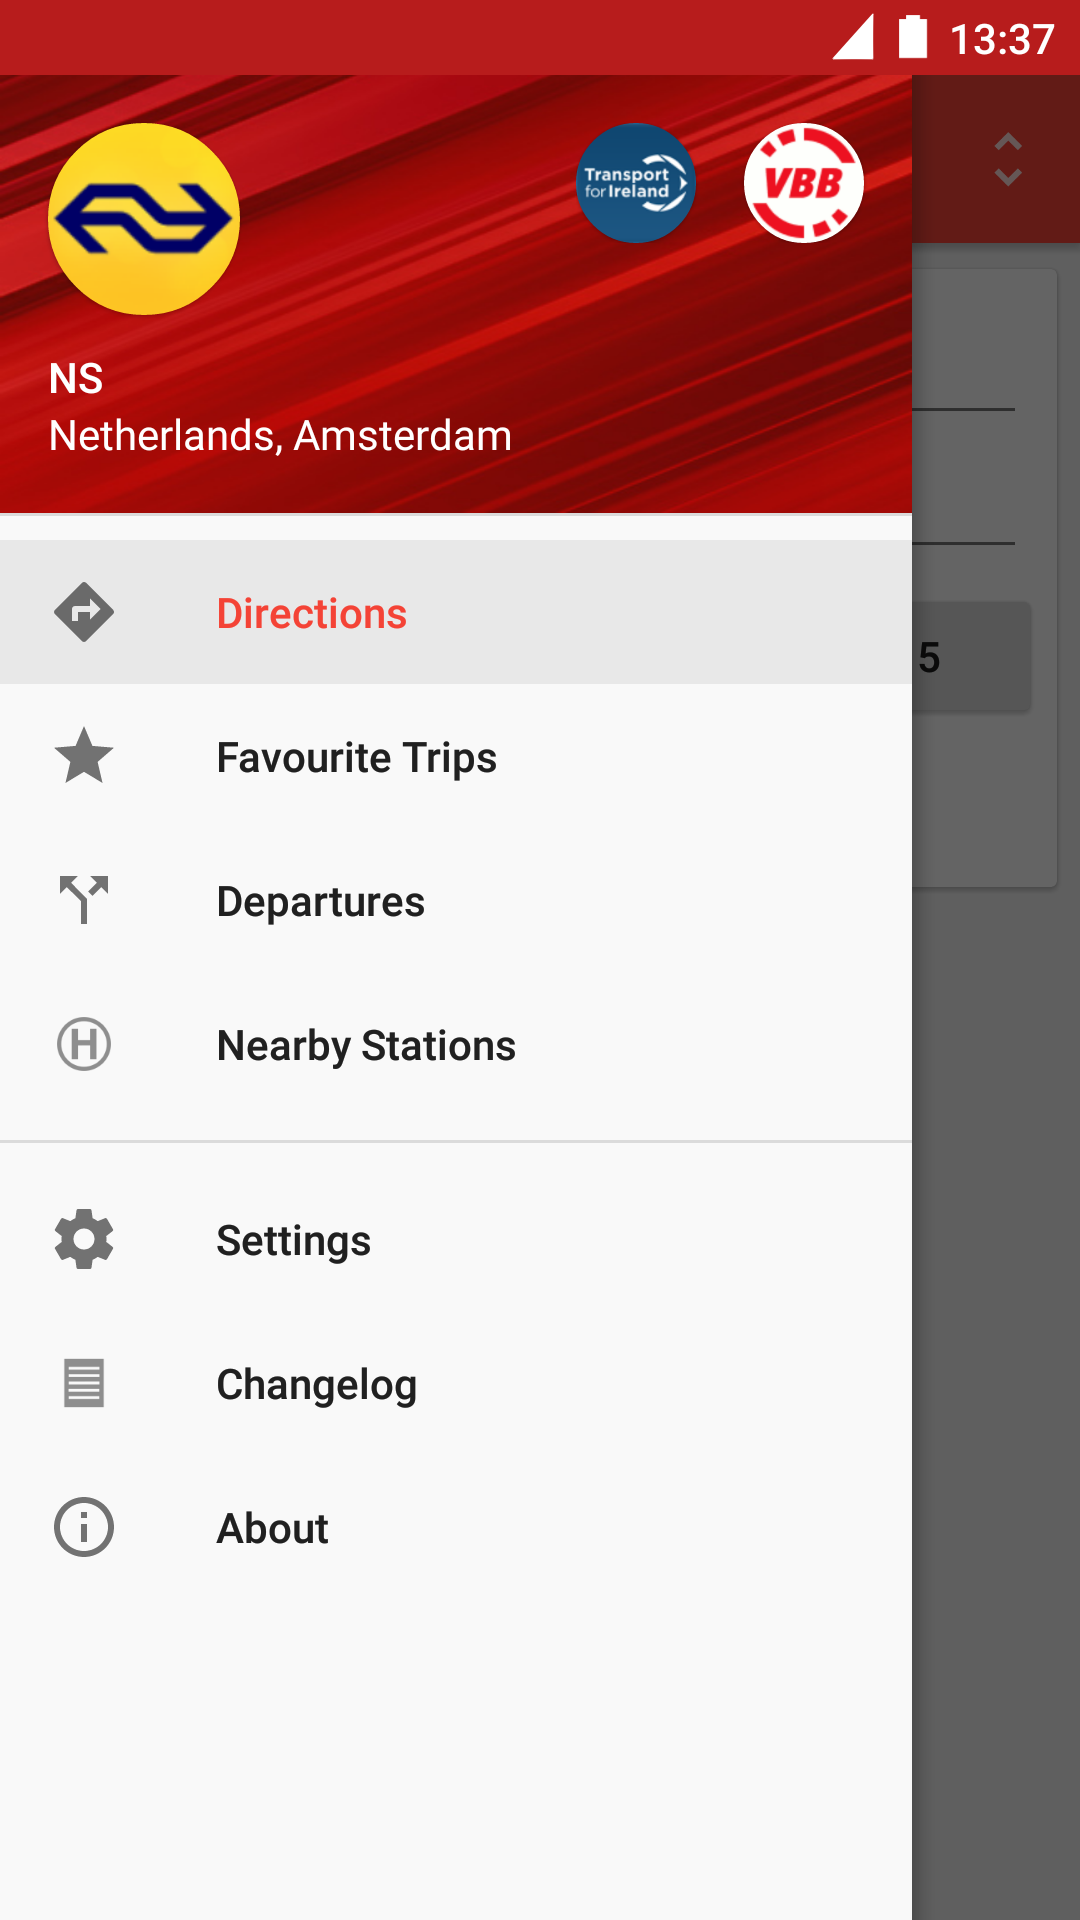 13:37
Transport
for Ireland
VBB
NS
Netherlands, Amsterdam
Directions
5
Favourite Trips
Departures
H
Nearby Stations
Settings
Changelog
About